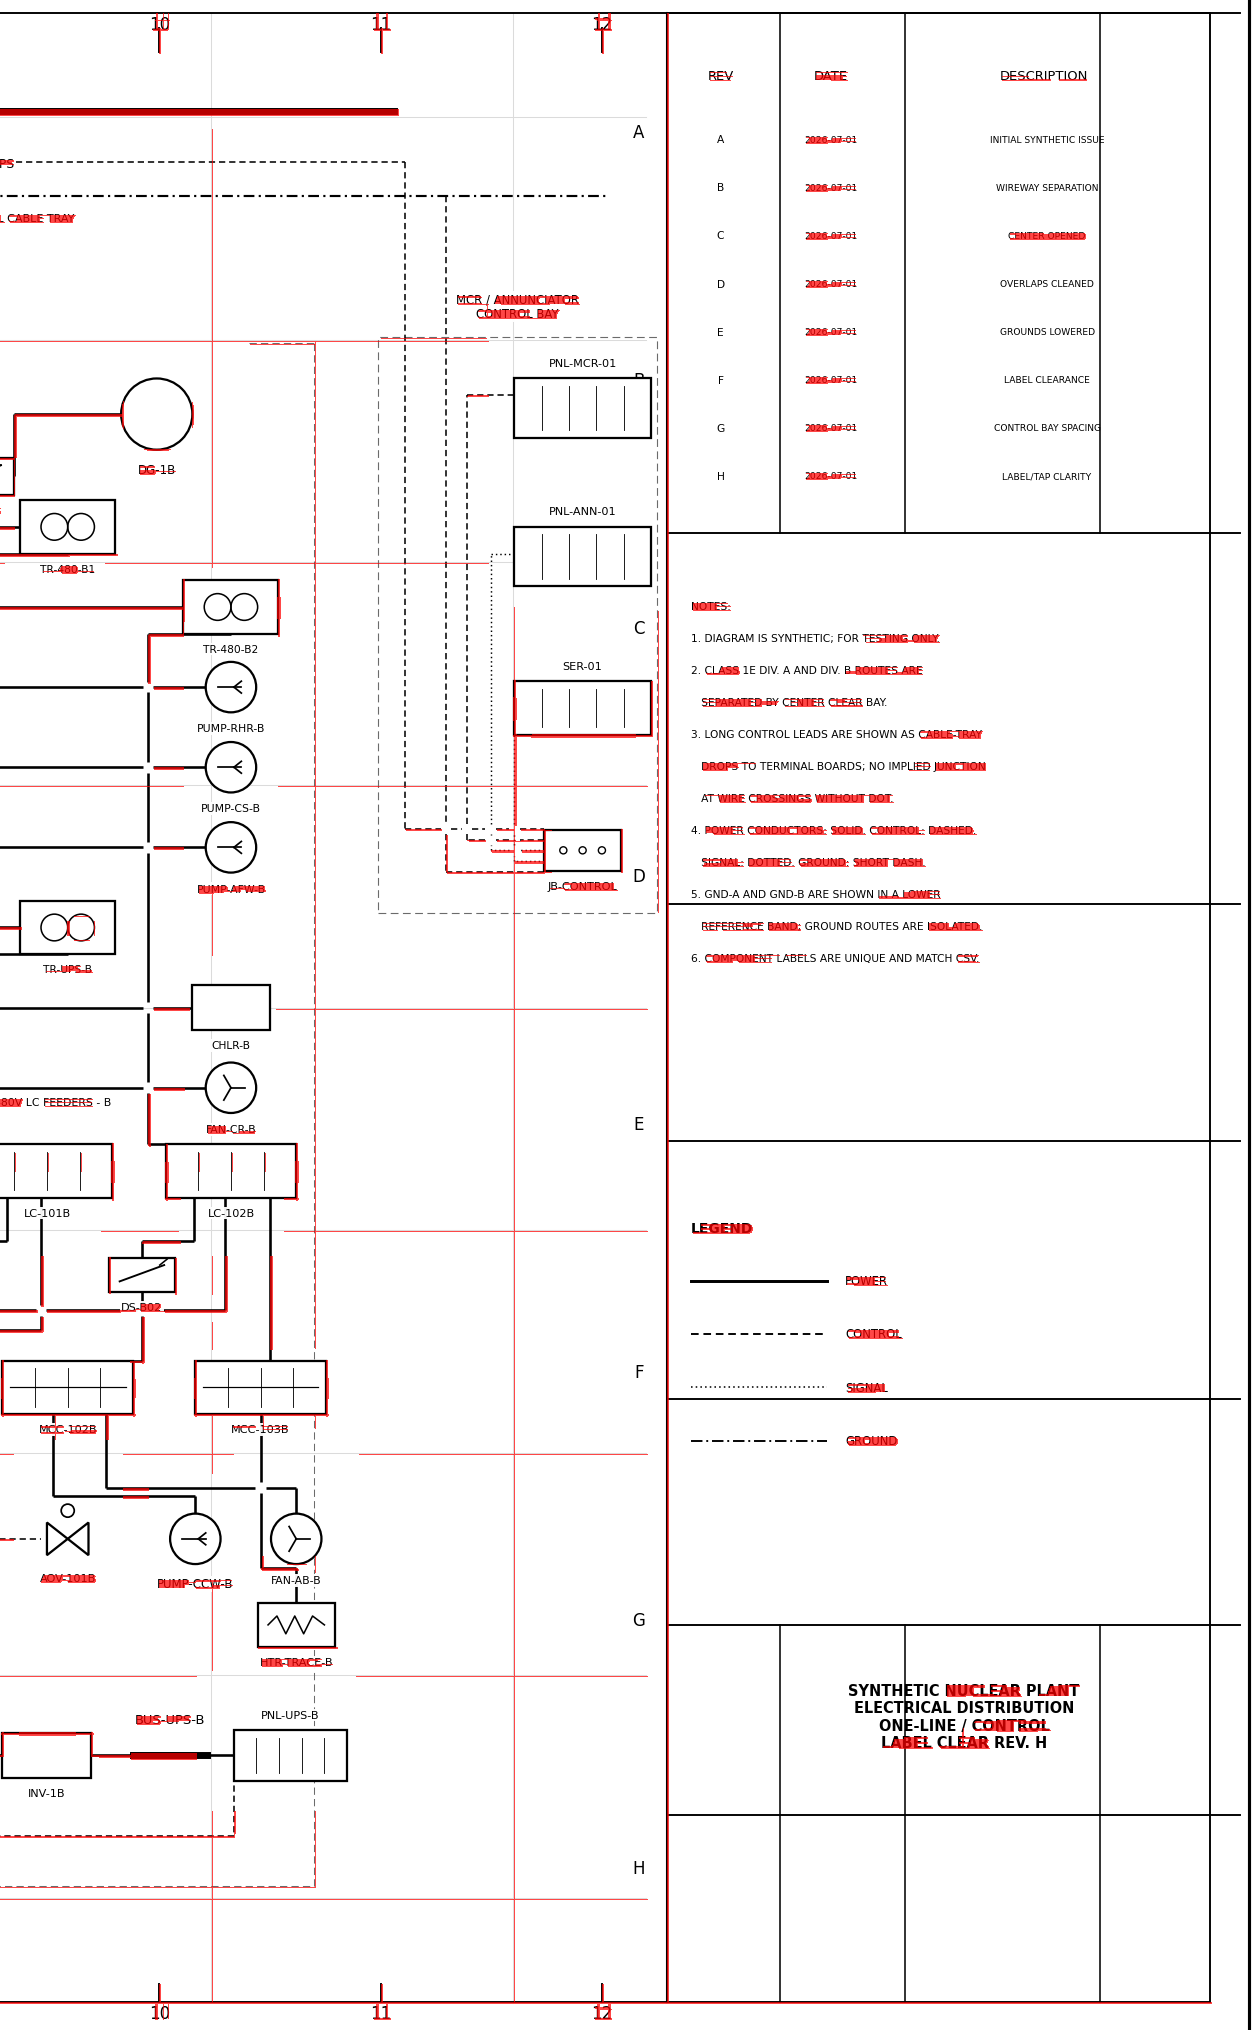 10 11 12
REV DATE DESCRIPTION
A
A 2026-07-01 INITIAL SYNTHETIC ISSUE
PS
B 2026-07-01 WIREWAY SEPARATION
L CABLE TRAY
C 2026-07-01 CENTER OPENED
D 2026-07-01 OVERLAPS CLEANED
MCR / ANNUNCIATOR
CONTROL BAY
E 2026-07-01 GROUNDS LOWERED
PNL-MCR-01
F 2026-07-01 LABEL CLEARANCE
G 2026-07-01 CONTROL BAY SPACING
DG-1B
H 2026-07-01 LABEL/TAP CLARITY
PNL-ANN-01
TR-480-B1
NOTES:
C
1. DIAGRAM IS SYNTHETIC; FOR TESTING ONLY.
TR-480-B2
SER-01
2. CLASS 1E DIV. A AND DIV. B ROUTES ARE
SEPARATED BY CENTER CLEAR BAY.
PUMP-RHR-B
3. LONG CONTROL LEADS ARE SHOWN AS CABLE-TRAY
DROPS TO TERMINAL BOARDS; NO IMPLIED JUNCTION
AT WIRE CROSSINGS WITHOUT DOT.
PUMP-CS-B
4. POWER CONDUCTORS: SOLID. CONTROL: DASHED.
SIGNAL: DOTTED. GROUND: SHORT DASH.
D
PUMP-AFW-B
JB-CONTROL
5. GND-A AND GND-B ARE SHOWN IN A LOWER
REFERENCE BAND; GROUND ROUTES ARE ISOLATED.
6. COMPONENT LABELS ARE UNIQUE AND MATCH CSV.
TR-UPS-B
CHLR-B
80V LC FEEDERS - B
E
FAN-CR-B
LC-101B
LC-102B
LEGEND
POWER
DS-B02
CONTROL
F
SIGNAL
MCC-102B
MCC-103B
GROUND
AOV-101B
PUMP-CCW-B
FAN-AB-B
G
HTR-TRACE-B
SYNTHETIC NUCLEAR PLANT
ELECTRICAL DISTRIBUTION
ONE-LINE / CONTROL
LABEL CLEAR REV. H
BUS-UPS-B
PNL-UPS-B
INV-1B
H
10 11 12